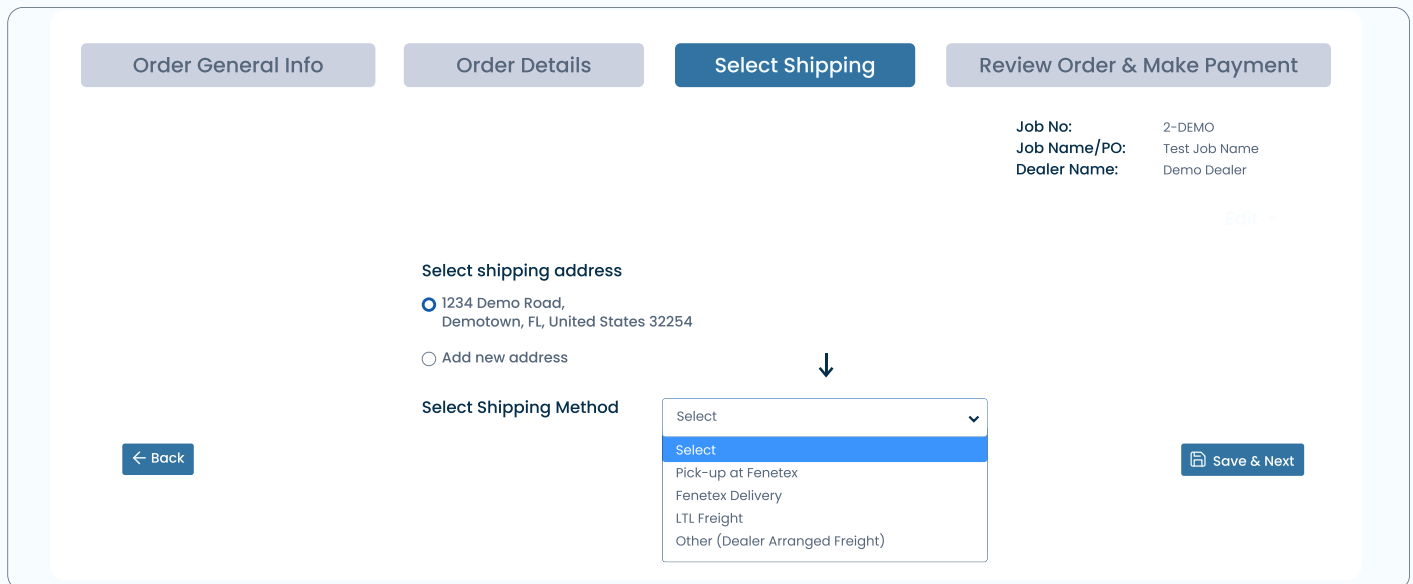 Order General Info
Order Details
Select Shipping
Review Order & Make Payment
Job No: 2-DEMO
Job Name/PO: Test Job Name
Dealer Name: Demo Dealer
Edit
Select shipping address
1234 Demo Road,
Demotown, FL, United States 32254
Add new address
Select Shipping Method
Select
Select
Pick-up at Fenetex
Fenetex Delivery
LTL Freight
Other (Dealer Arranged Freight)
Back
Save & Next